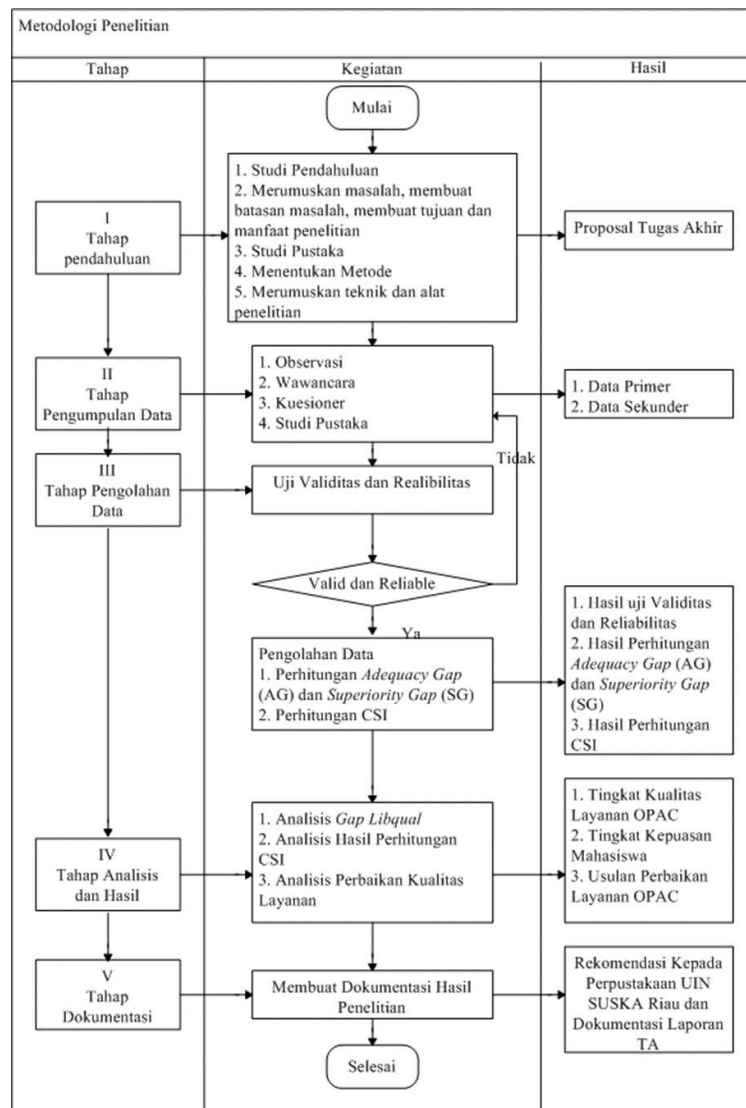 Metodologi Penelitian
Tahap
Kegiatan
Hasil
Mulai
I
Tahap
pendahuluan
1. Studi Pendahuluan
2. Merumuskan masalah, membuat
batasan masalah, membuat tujuan dan
manfaat penelitian
3. Studi Pustaka
4. Menentukan Metode
5. Merumuskan teknik dan alat
penelitian
Proposal Tugas Akhir
II
Tahap
Pengumpulan Data
1. Observasi
2. Wawancara
3. Kuesioner
4. Studi Pustaka
1. Data Primer
2. Data Sekunder
III
Tahap Pengolahan
Data
Uji Validitas dan Realibilitas
Tidak
Valid dan Reliable
Ya
Pengolahan Data
1. Perhitungan Adequacy Gap
(AG) dan Superiority Gap (SG)
2. Perhitungan CSI
1. Hasil uji Validitas
dan Reliabilitas
2. Hasil Perhitungan
Adequacy Gap (AG)
dan Superiority Gap
(SG)
3. Hasil Perhitungan
CSI
IV
Tahap Analisis
dan Hasil
1. Analisis Gap Libqual
2. Analisis Hasil Perhitungan
CSI
3. Analisis Perbaikan Kualitas
Layanan
1. Tingkat Kualitas
Layanan OPAC
2. Tingkat Kepuasan
Mahasiswa
3. Usulan Perbaikan
Layanan OPAC
V
Tahap
Dokumentasi
Membuat Dokumentasi Hasil
Penelitian
Rekomendasi Kepada
Perpustakaan UIN
SUSKA Riau dan
Dokumentasi Laporan
TA
Selesai